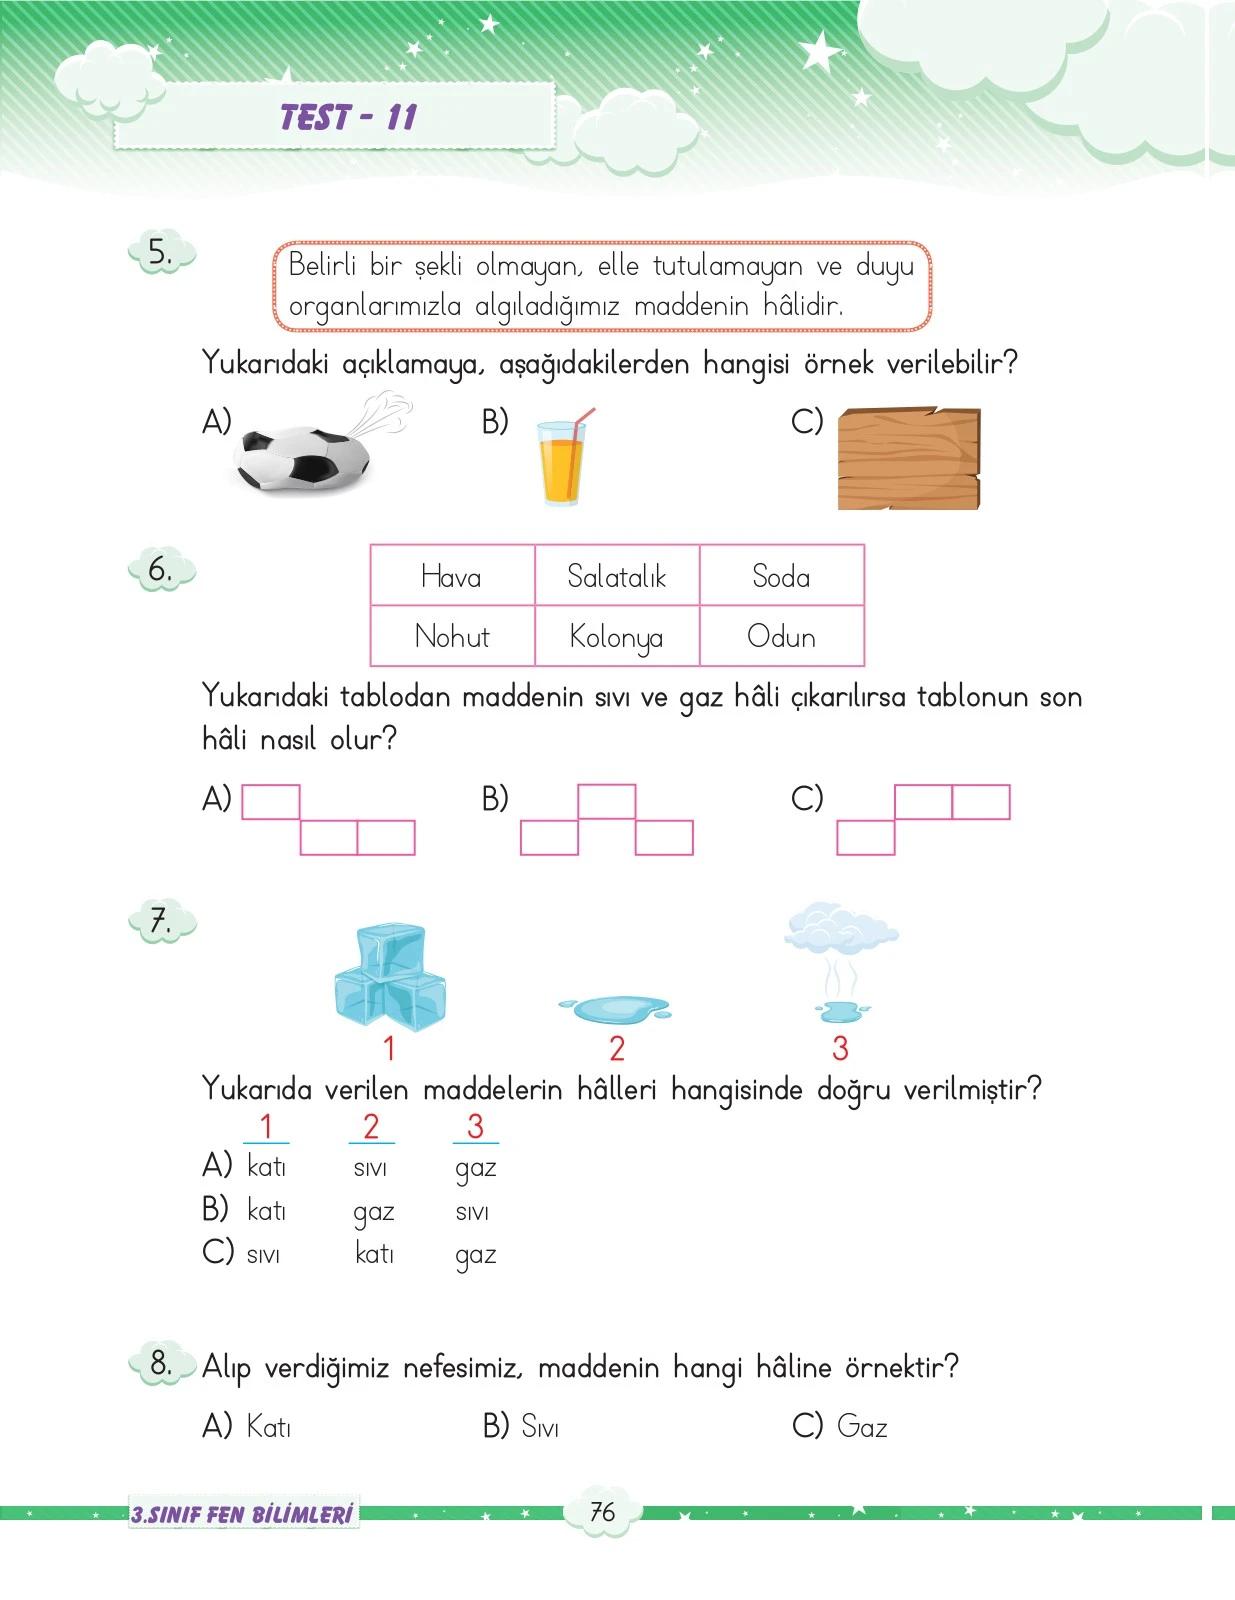 TEST - 11
5.
Belirli bir şekli olmayan, elle tutulamayan ve duyu
organlarımızla algıladığımız maddenin hâlidir.
Yukarıdaki açıklamaya, aşağıdakilerden hangisi örnek verilebilir?
A) B) C)
6.
Hava Salatalık Soda
Nohut Kolonya Odun
Yukarıdaki tablodan maddenin sıvı ve gaz hâli çıkarılırsa tablonun son
hâli nasıl olur?
A) B) C)
7.
1 2 3
Yukarıda verilen maddelerin hâlleri hangisinde doğru verilmiştir?
1 2 3
A) katı sıvı gaz
B) katı gaz sıvı
C) sıvı katı gaz
8. Alıp verdiğimiz nefesimiz, maddenin hangi hâline örnektir?
A) Katı B) Sıvı C) Gaz
3.SINIF FEN BİLİMLERİ 76